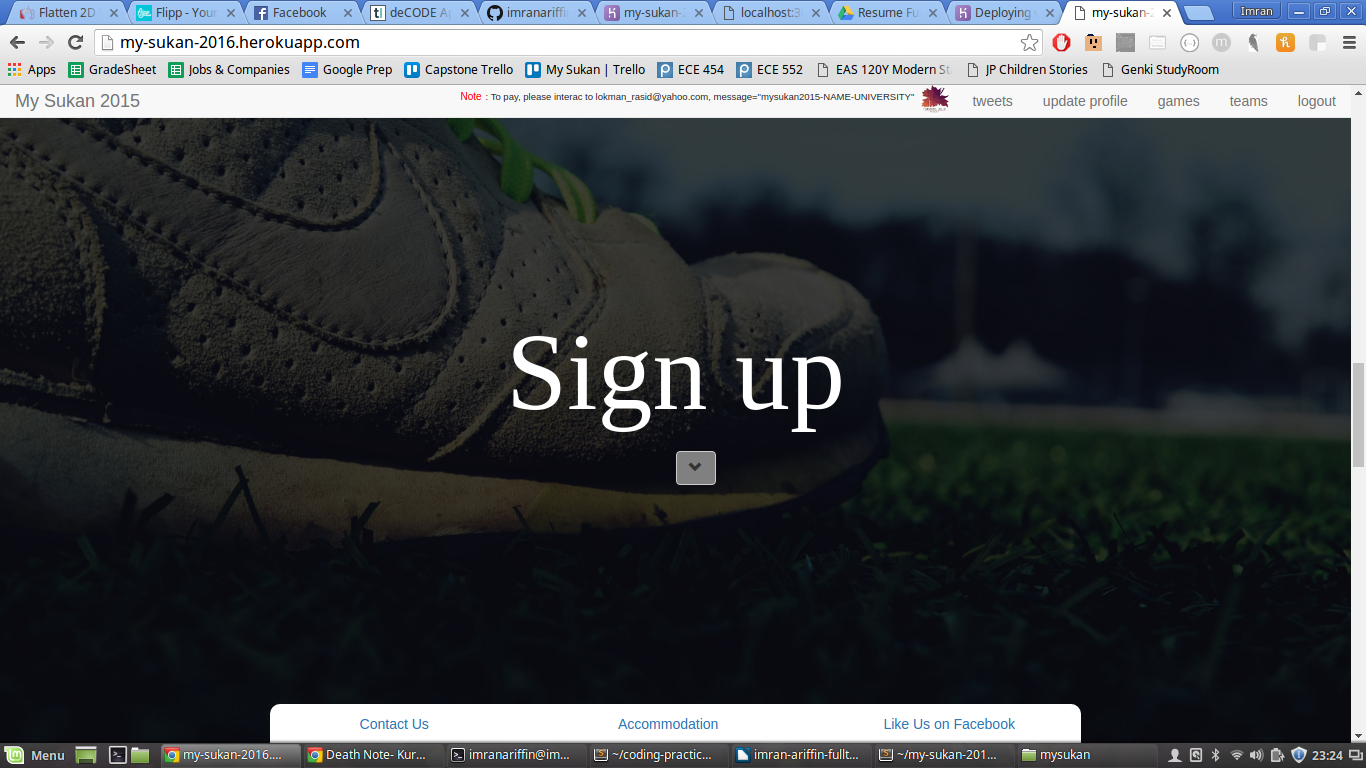 Flatten 2D
Flipp - Your
Facebook
deCODE Ap
imranariffin
my-sukan-2
localhost:30
Resume Fu
Deploying
my-sukan-2
Imran
my-sukan-2016.herokuapp.com
Apps
GradeSheet
Jobs & Companies
Google Prep
Capstone Trello
My Sukan | Trello
ECE 454
ECE 552
EAS 120Y Modern St
JP Children Stories
Genki StudyRoom
My Sukan 2015
Note : To pay, please interac to lokman_rasid@yahoo.com, message="mysukan2015-NAME-UNIVERSITY"
tweets
update profile
games
teams
logout
Sign up
Contact Us
Accommodation
Like Us on Facebook
Menu
my-sukan-2016....
Death Note- Kur...
imranariffin@im...
~/coding-practic...
imran-ariffin-fullt...
~/my-sukan-201...
mysukan
23:24